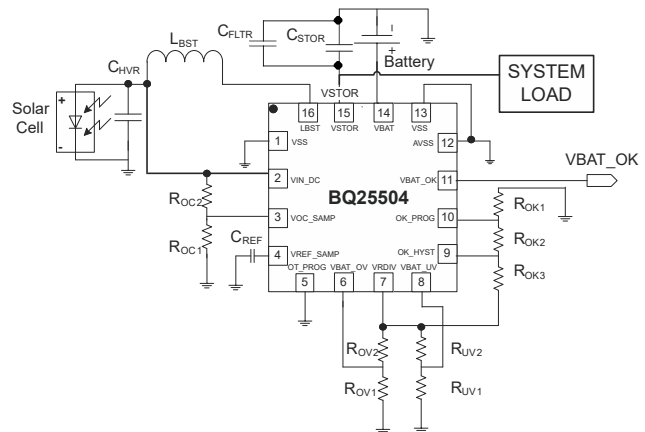 CFLTR
CSTOR
LBST
CHVR
Battery
+
SYSTEM
LOAD
Solar
Cell
+
-
VSTOR
16
15
14
13
LBST
VSTOR
VBAT
VSS
1
VSS
AVSS
12
2
VIN_DC
VBAT_OK
11
VBAT_OK
BQ25504
ROC2
3
VOC_SAMP
OK_PROG
10
ROK1
ROC1
CREF
ROK2
4
VREF_SAMP
OK_HYST
9
OT_PROG
VBAT_OV
VRDIV
VBAT_UV
ROK3
5
6
7
8
ROV2
RUV2
ROV1
RUV1